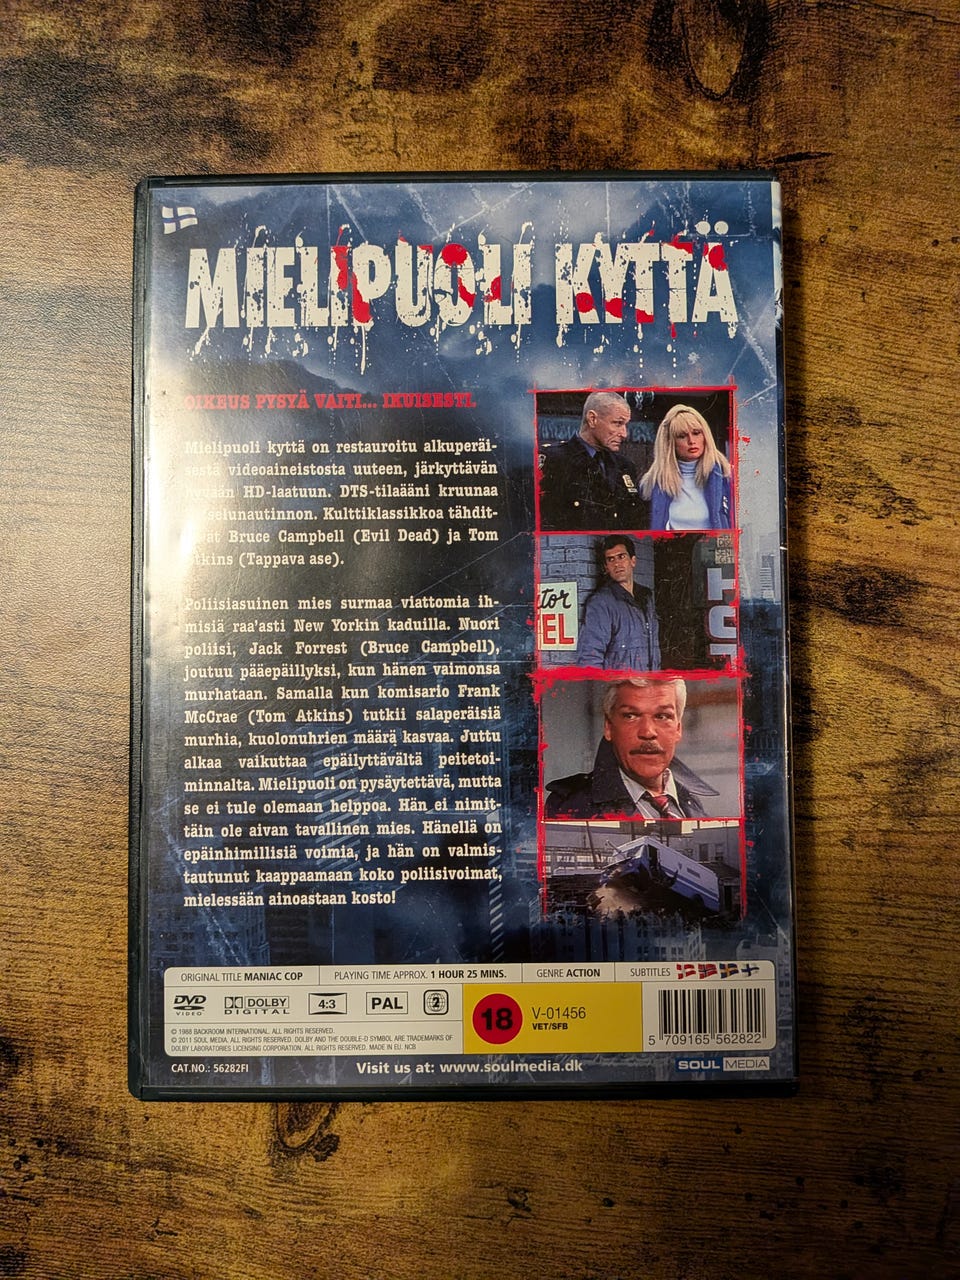 MIELIPUOLI KYTTÄ
OIKEUS PYSYÄ VAITI... IKUISESTI.
Mielipuoli kyttä on restauroitu alkuperäi-
sestä videoaineistosta uuteen, järkyttävän
hyvään HD-laatuun. DTS-tilaääni kruunaa
katselunautinnon. Kulttiklassikkoa tähdit-
tävät Bruce Campbell (Evil Dead) ja Tom
Atkins (Tappava ase).
Poliisiasuinen mies surmaa viattomia ih-
misiä raa'asti New Yorkin kaduilla. Nuori
poliisi, Jack Forrest (Bruce Campbell),
joutuu pääepäillyksi, kun hänen vaimonsa
murhataan. Samalla kun komisario Frank
McCrae (Tom Atkins) tutkii salaperäisiä
murhia, kuolonuhrien määrä kasvaa. Juttu
alkaa vaikuttaa epäilyttävältä peitetoi-
minnalta. Mielipuoli on pysäytettävä, mutta
se ei tule olemaan helppoa. Hän ei nimit-
täin ole aivan tavallinen mies. Hänellä on
epäinhimillisiä voimia, ja hän on valmis-
tautunut kaappaamaan koko poliisivoimat,
mielessään ainoastaan kosto!
itor
EL
ORIGINAL TITLE MANIAC COP PLAYING TIME APPROX. 1 HOUR 25 MINS. GENRE ACTION SUBTITLES
DVD VIDEO DOLBY DIGITAL 4:3 PAL 2
18 V-01456
VET/SFB
5 709165 562822
© 1988 BACKROOM INTERNATIONAL. ALL RIGHTS RESERVED.
© 2011 SOUL MEDIA. ALL RIGHTS RESERVED. DOLBY AND THE DOUBLE-D SYMBOL ARE TRADEMARKS OF
DOLBY LABORATORIES LICENSING CORPORATION. ALL RIGHTS RESERVED. MADE IN EU. NCB
CAT.NO.: 56282FI Visit us at: www.soulmedia.dk SOUL MEDIA